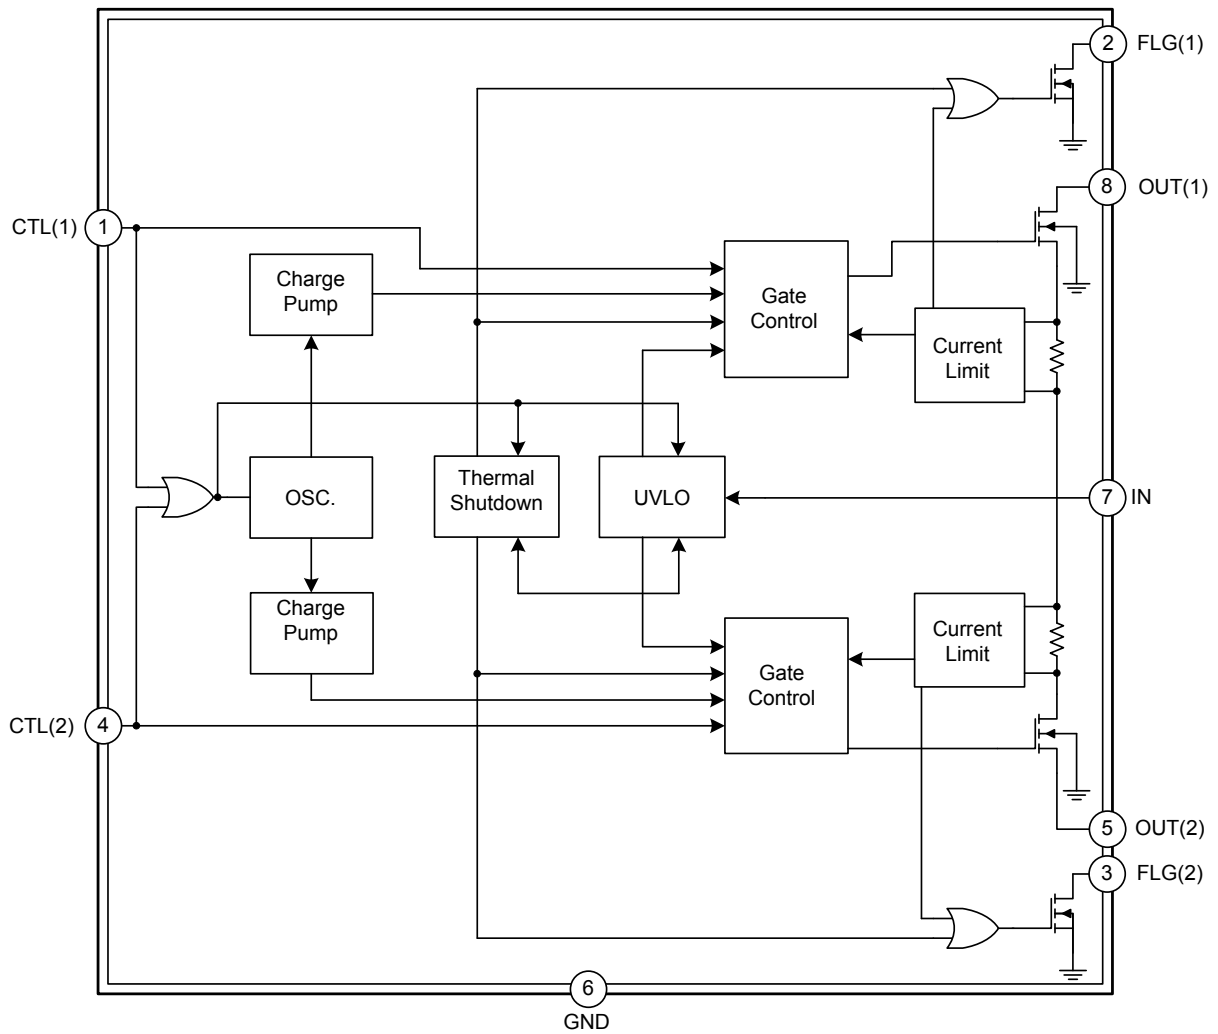 2 FLG(1)
8 OUT(1)
CTL(1) 1
Charge
Pump
Gate
Control
Current
Limit
OSC.
Thermal
Shutdown
UVLO
7 IN
Charge
Pump
Current
Limit
Gate
Control
CTL(2) 4
5 OUT(2)
3 FLG(2)
6
GND